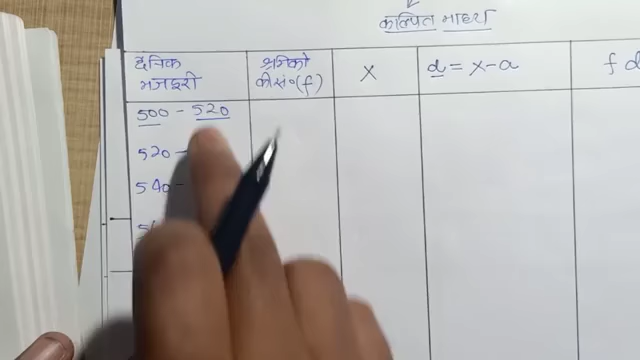 कल्पित माध्य
दैनिक मजदूरी
श्रमिको की सं०(f)
x
d = x-a
f d
500 - 520
520 -
540 -